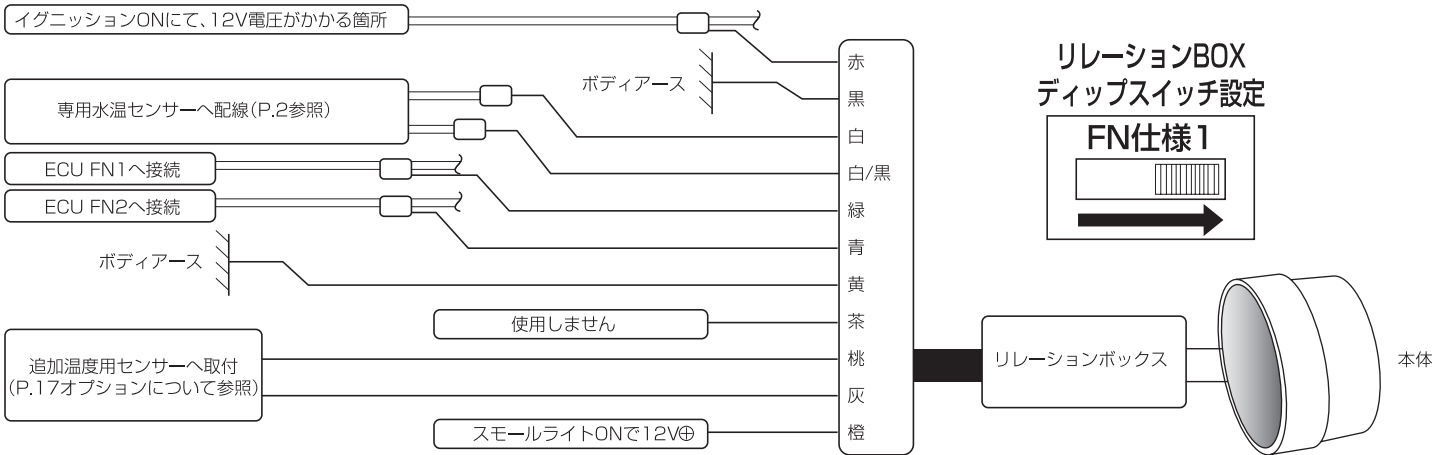 イグニッションONにて、12V電圧がかかる箇所
ボディアース
専用水温センサーへ配線(P.2参照)
ECU FN1へ接続
ECU FN2へ接続
ボディアース
使用しません
追加温度用センサーへ取付
(P.17オプションについて参照)
スモールライトONで12V⊕
赤
黒
白
白/黒
緑
青
黄
茶
桃
灰
橙
リレーションBOX
ディップスイッチ設定
FN仕様1
リレーションボックス
本体